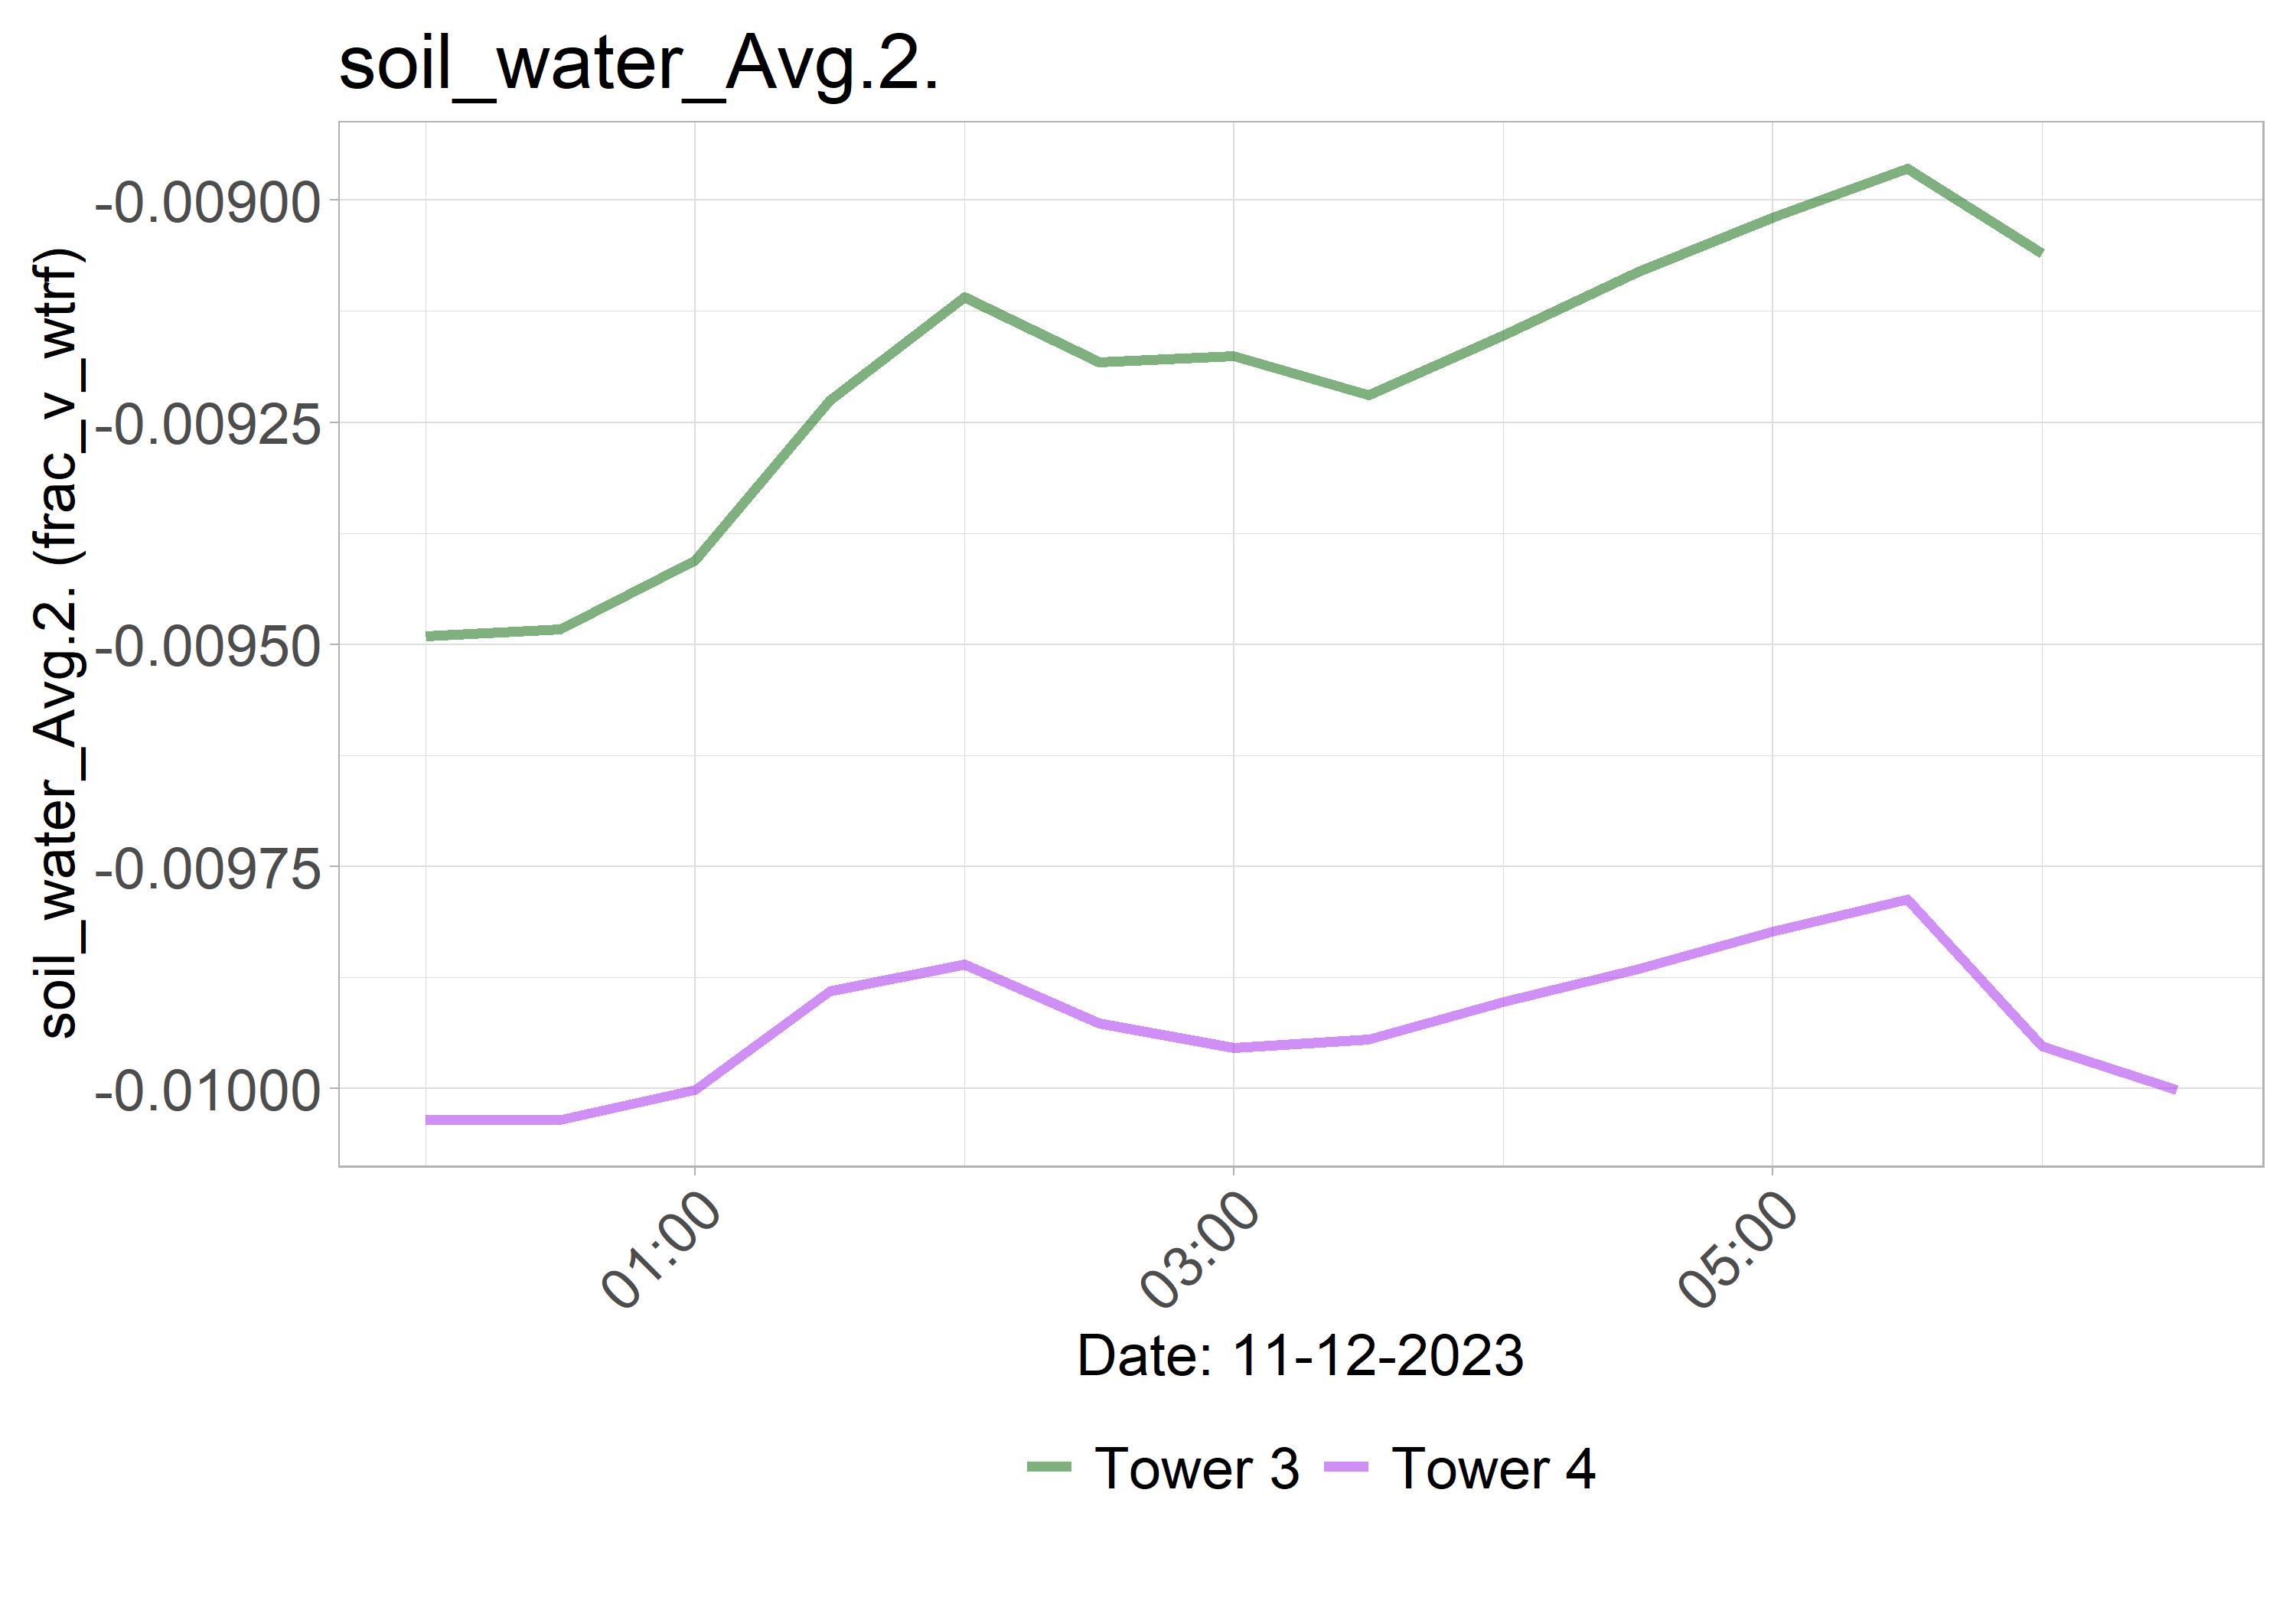 soil_water_Avg.2.
soil_water_Avg.2. (frac_v_wtrf)
-0.00900
-0.00925
-0.00950
-0.00975
-0.01000
01:00
03:00
05:00
Date: 11-12-2023
Tower 3
Tower 4